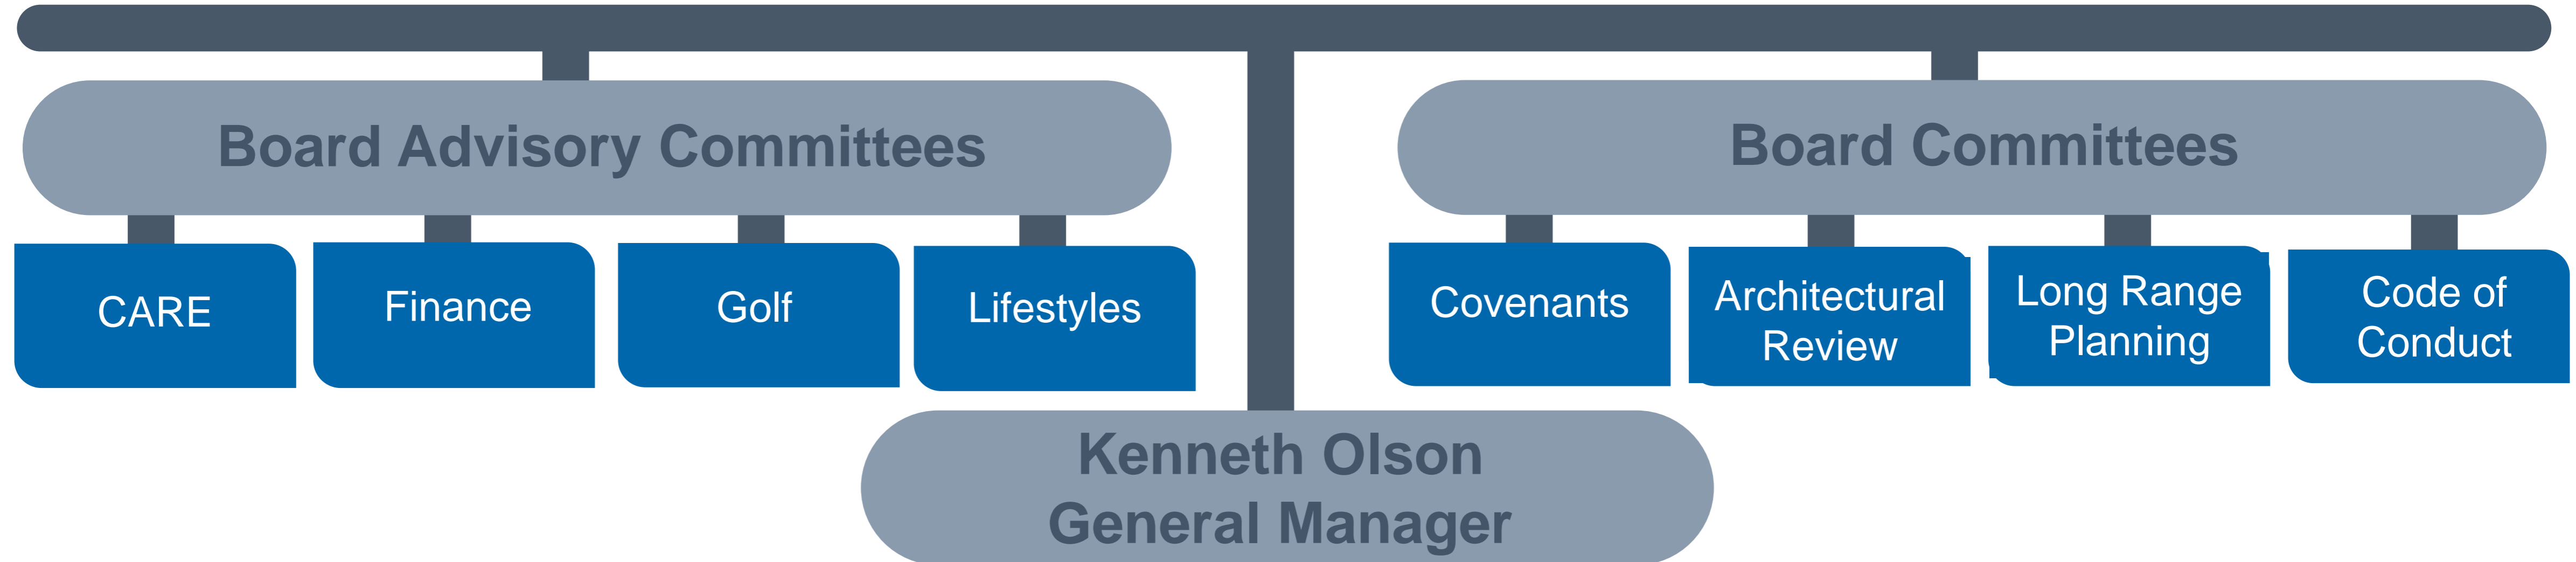 Board Advisory Committees
Board Committees
CARE
Finance
Golf
Lifestyles
Covenants
Architectural
Review
Long Range
Planning
Code of
Conduct
Kenneth Olson
General Manager